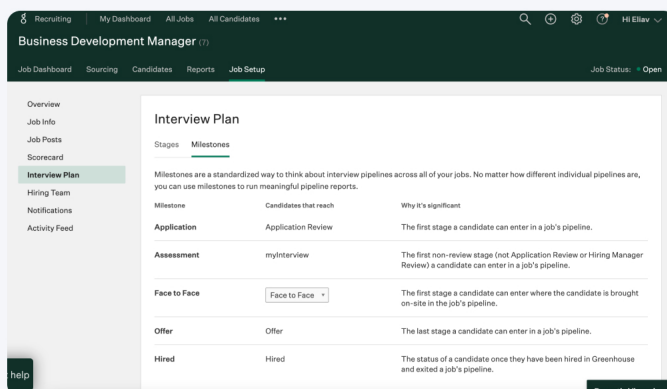 Recruiting My Dashboard All Jobs All Candidates •••
Hi Eliav
Business Development Manager (7)
Job Dashboard Sourcing Candidates Reports Job Setup
Job Status: • Open
Overview
Job Info
Job Posts
Scorecard
Interview Plan
Hiring Team
Notifications
Activity Feed
Interview Plan
Stages Milestones
Milestones are a standardized way to think about interview pipelines across all of your jobs. No matter how different individual pipelines are,
you can use milestones to run meaningful pipeline reports.
Milestone Candidates that reach Why it's significant
Application Application Review The first stage a candidate can enter in a job's pipeline.
Assessment myInterview The first non-review stage (not Application Review or Hiring Manager
Review) a candidate can enter in a job's pipeline.
Face to Face Face to Face The first stage a candidate can enter where the candidate is brought
on-site in the job's pipeline.
Offer Offer The last stage a candidate can enter in a job's pipeline.
Hired Hired The status of a candidate once they have been hired in Greenhouse
and exited a job's pipeline.
help